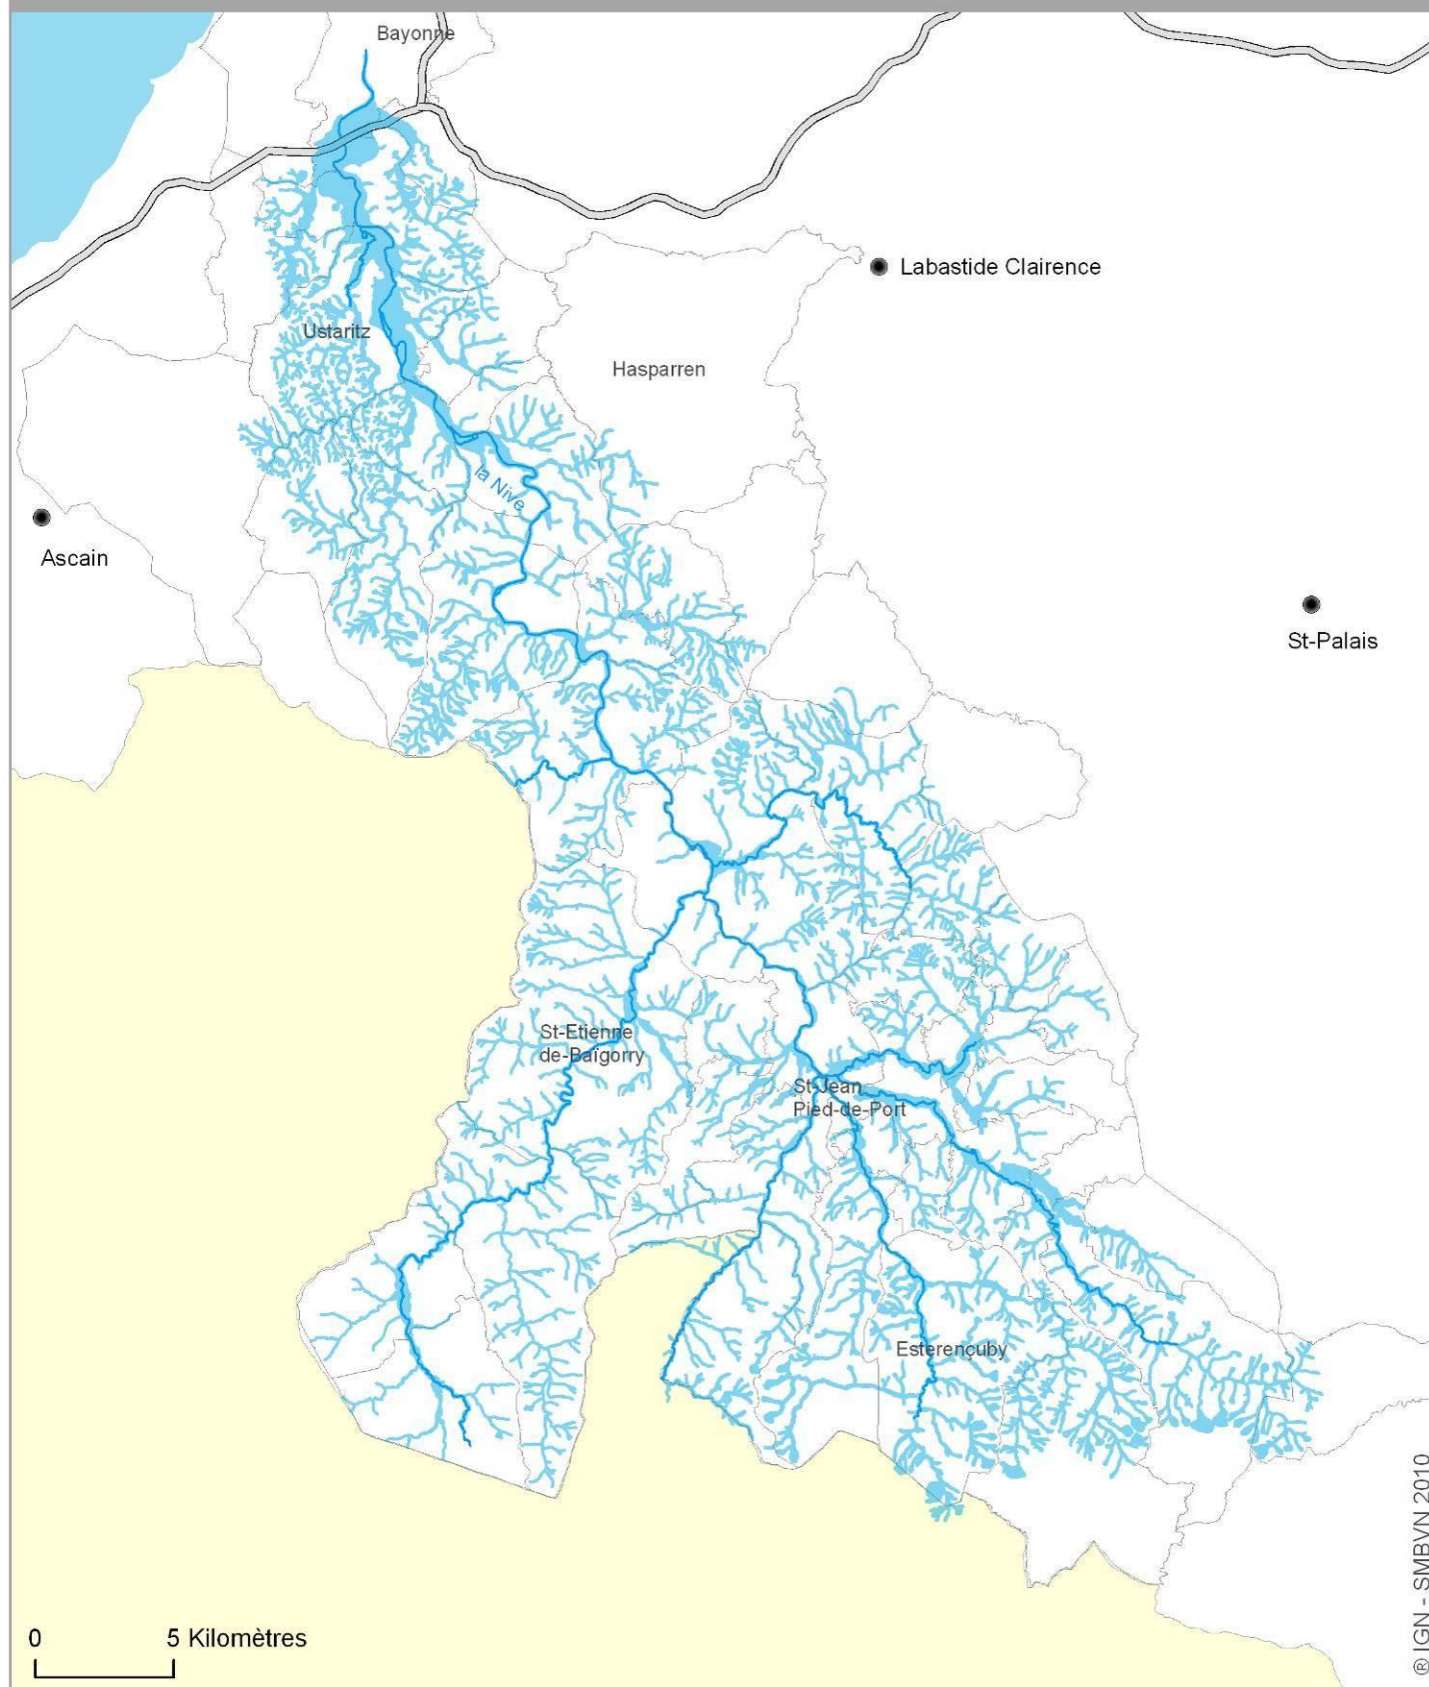 Bayonne
Labastide Clairence
Ustaritz
Hasparren
la Nive
Ascain
St-Palais
St-Etienne
de-Baïgorry
St-Jean
Pied-de-Port
Esterençuby
0 5 Kilomètres
® IGN - SMBVN 2010